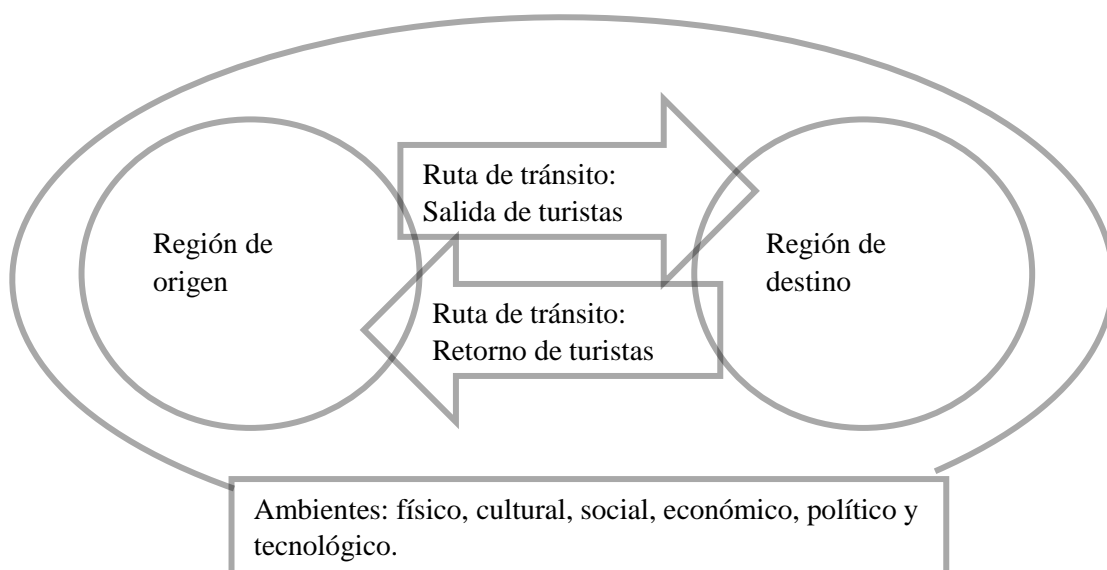 Ruta de tránsito:
Salida de turistas
Región de
origen
Región de
destino
Ruta de tránsito:
Retorno de turistas
Ambientes: físico, cultural, social, económico, político y
tecnológico.